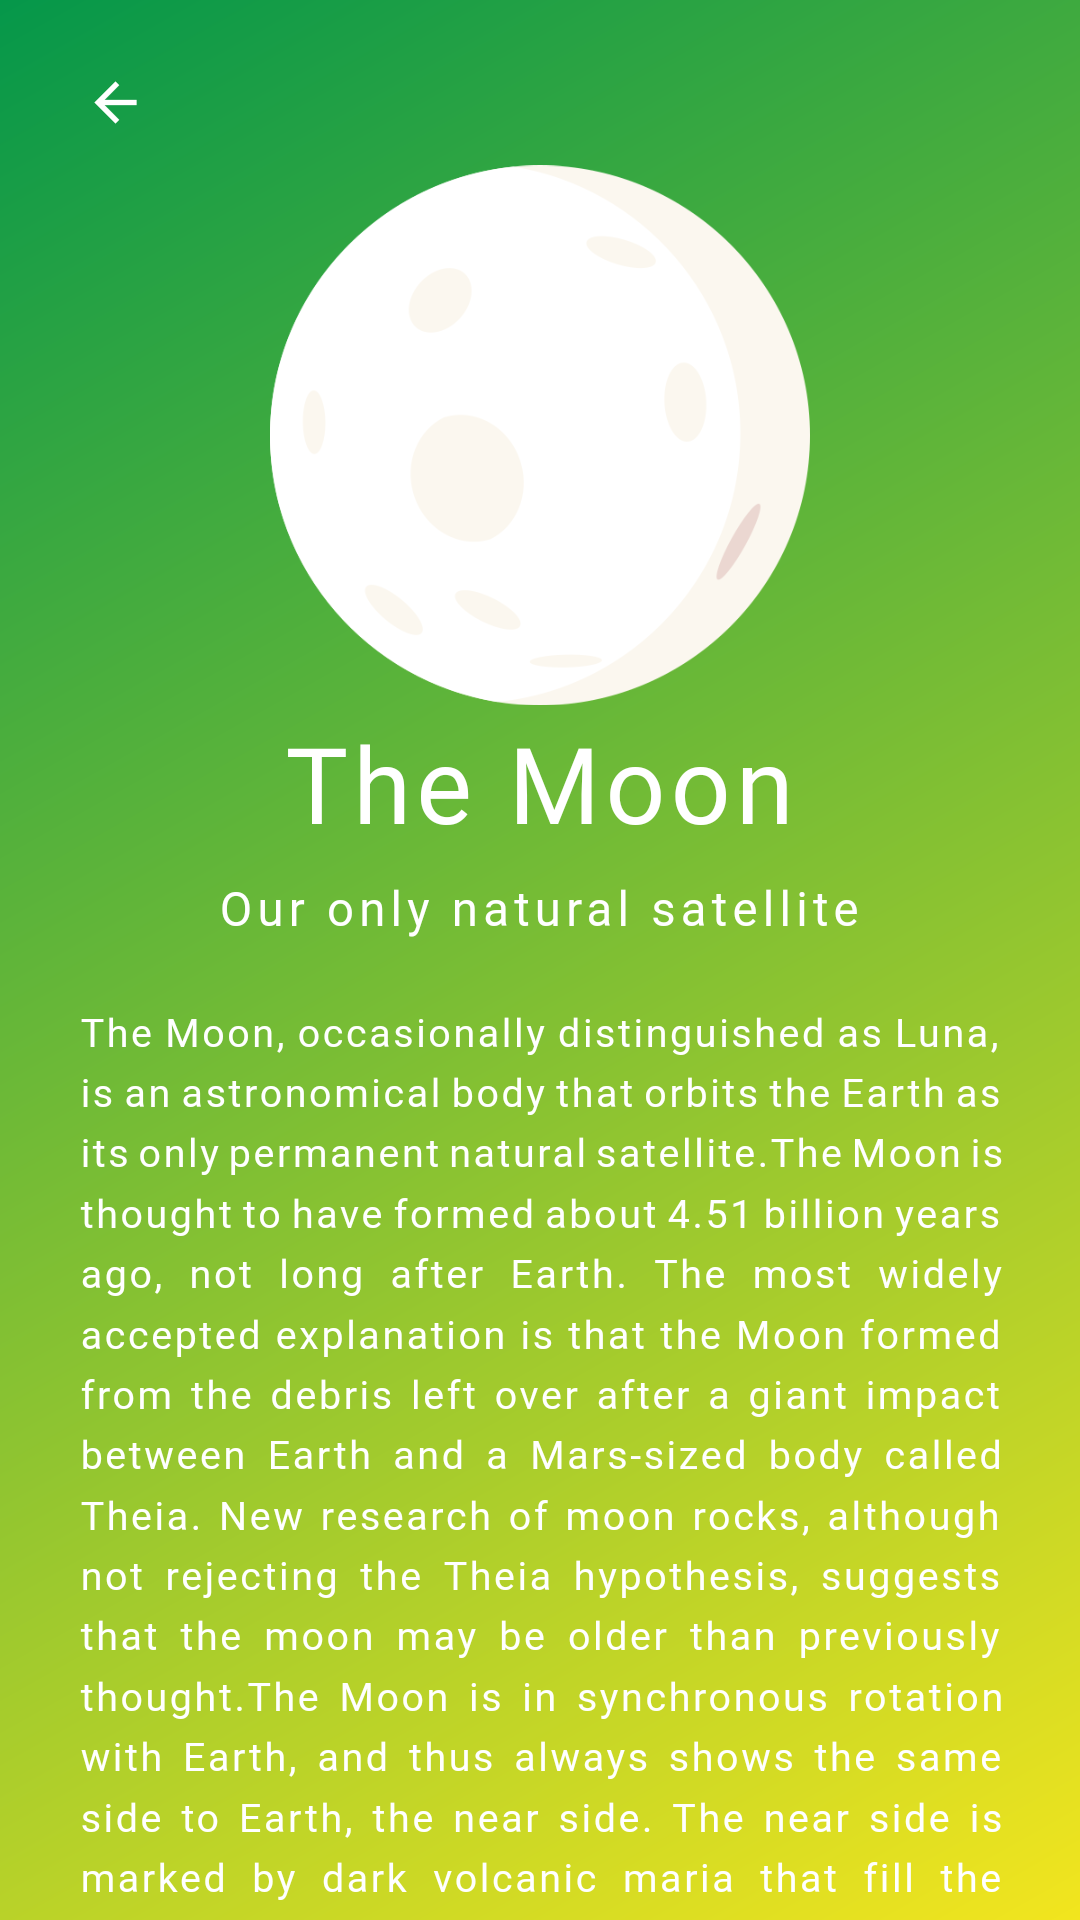 The Moon
Our only natural satellite
The Moon, occasionally distinguished as Luna,
is an astronomical body that orbits the Earth as
its only permanent natural satellite.The Moon is
thought to have formed about 4.51 billion years
ago, not long after Earth. The most widely
accepted explanation is that the Moon formed
from the debris left over after a giant impact
between Earth and a Mars-sized body called
Theia. New research of moon rocks, although
not rejecting the Theia hypothesis, suggests
that the moon may be older than previously
thought.The Moon is in synchronous rotation
with Earth, and thus always shows the same
side to Earth, the near side. The near side is
marked by dark volcanic maria that fill the